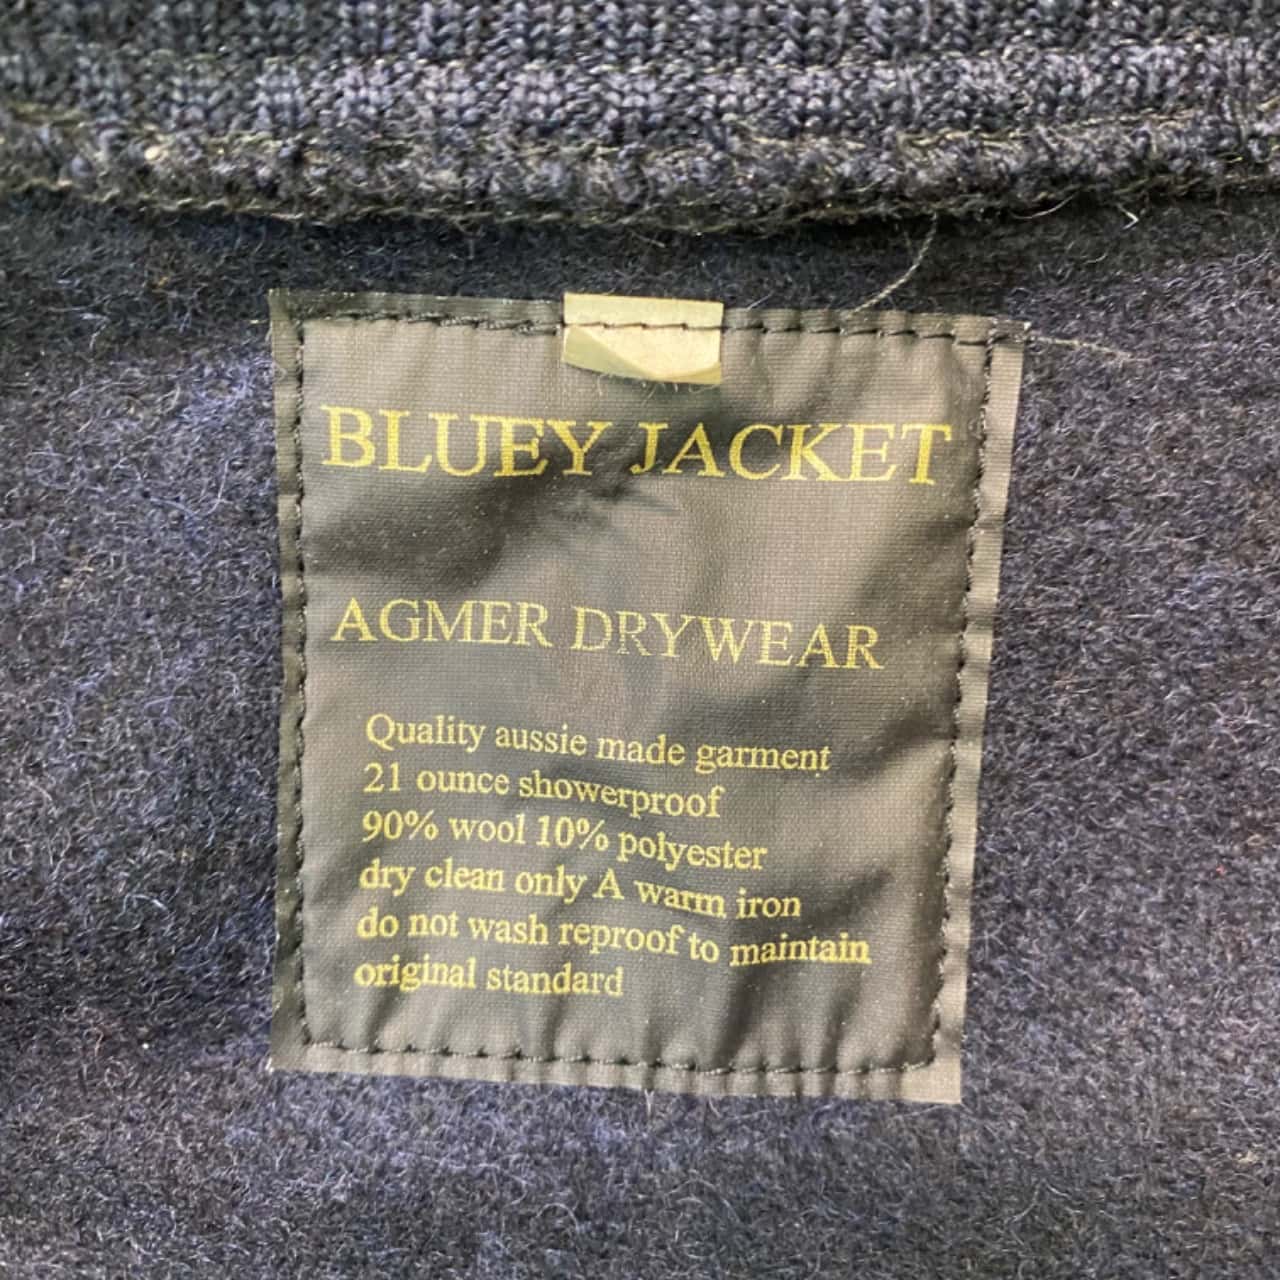 BLUEY JACKET
AGMER DRYWEAR
Quality aussie made garment
21 ounce showerproof
90% wool 10% polyester
dry clean only A warm iron
do not wash reproof to maintain
original standard